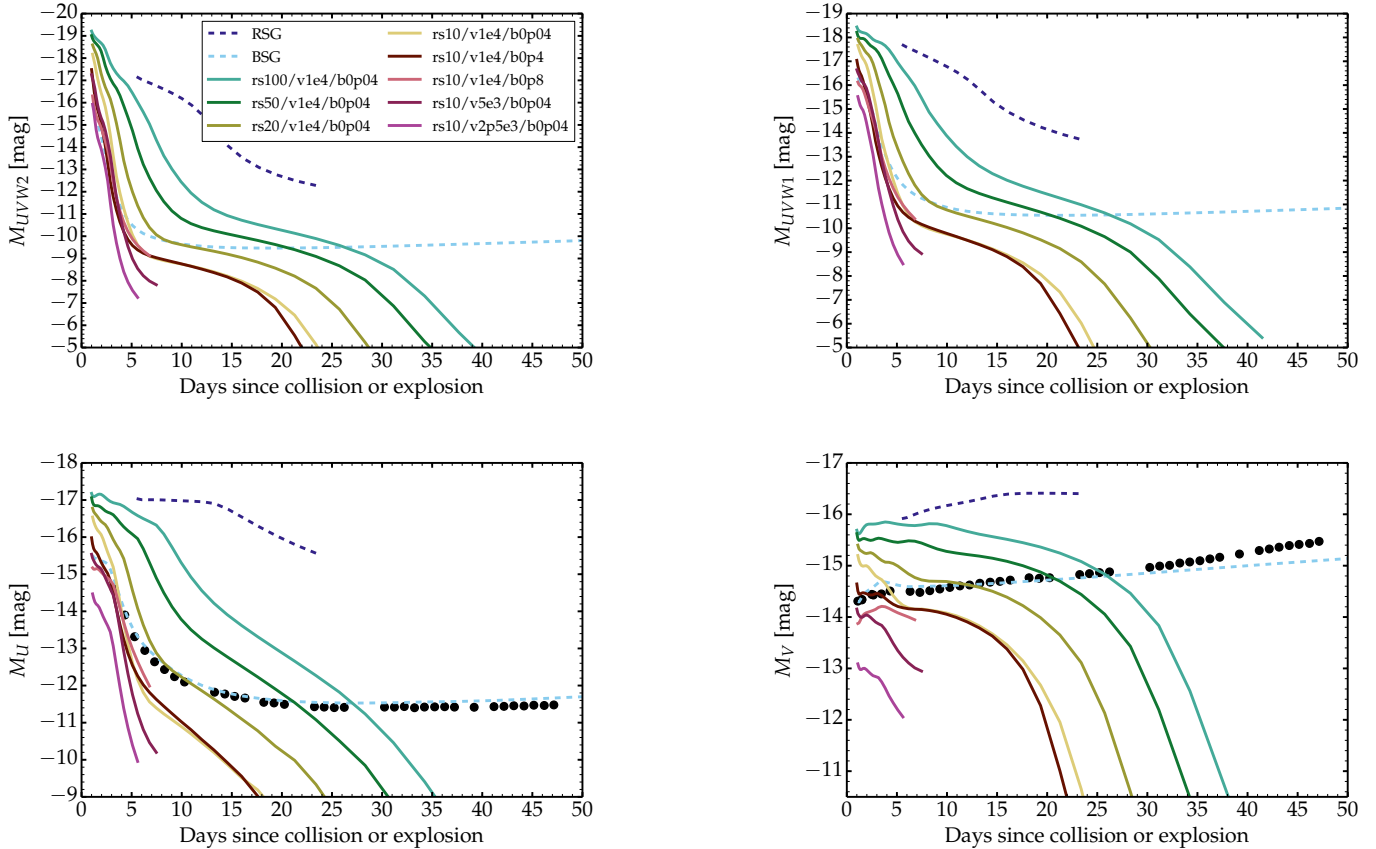 −20
−19
−18
−17
−16
−15
−14
−13
−12
−11
−10
−9
−8
−7
−6
−5
M_UVW2 [mag]
0 5 10 15 20 25 30 35 40 45 50
Days since collision or explosion
RSG
BSG
rs100/v1e4/b0p04
rs50/v1e4/b0p04
rs20/v1e4/b0p04
rs10/v1e4/b0p04
rs10/v1e4/b0p4
rs10/v1e4/b0p8
rs10/v5e3/b0p04
rs10/v2p5e3/b0p04
−19
−18
−17
−16
−15
−14
−13
−12
−11
−10
−9
−8
−7
−6
−5
M_UVW1 [mag]
0 5 10 15 20 25 30 35 40 45 50
Days since collision or explosion
−18
−17
−16
−15
−14
−13
−12
−11
−10
−9
M_U [mag]
0 5 10 15 20 25 30 35 40 45 50
Days since collision or explosion
−17
−16
−15
−14
−13
−12
−11
M_V [mag]
0 5 10 15 20 25 30 35 40 45 50
Days since collision or explosion